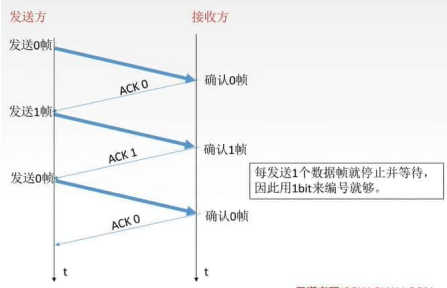 发送方
接收方
发送0帧
ACK 0
确认0帧
发送1帧
ACK 1
确认1帧
每发送1个数据帧就停止并等待，
因此用1bit来编号就够。
发送0帧
ACK 0
确认0帧
t
t